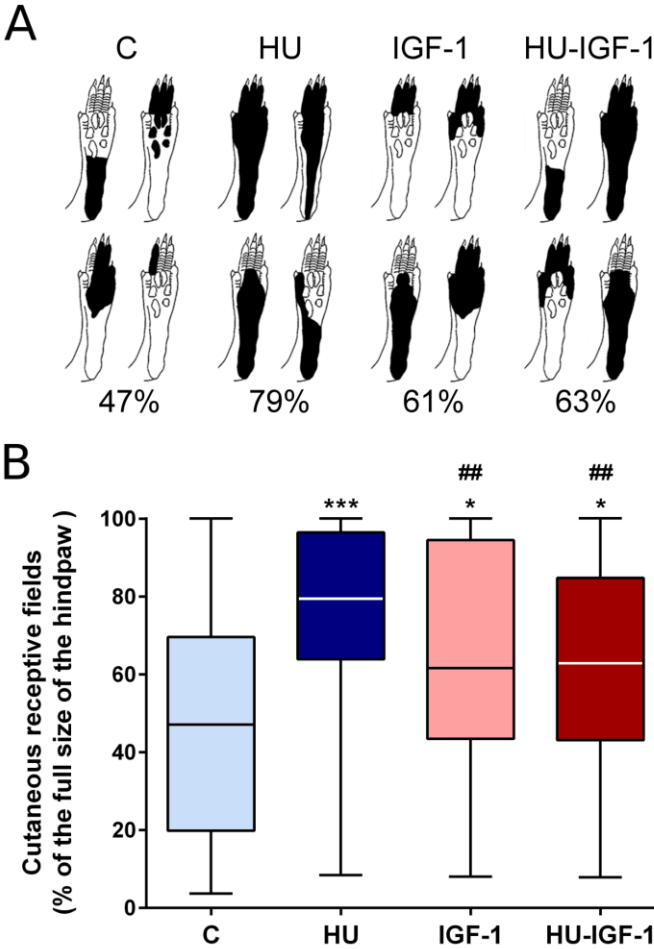 A
C HU IGF-1 HU-IGF-1
47% 79% 61% 63%
B
## ##
*** * *
Cutaneous receptive fields
(% of the full size of the hindpaw )
100
80
60
40
20
0
C HU IGF-1 HU-IGF-1